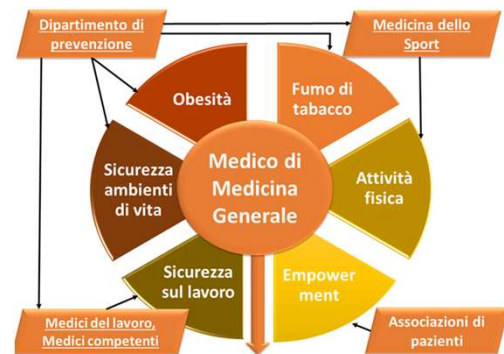 Dipartimento di
prevenzione
Medicina dello
Sport
Obesità
Fumo di
tabacco
Sicurezza
ambienti
di vita
Medico di
Medicina
Generale
Attività
fisica
Sicurezza
sul lavoro
Empower
ment
Medici del lavoro,
Medici competenti
Associazioni di
pazienti